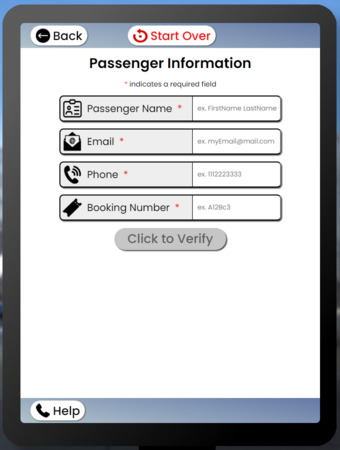 Back
Start Over
Passenger Information
* indicates a required field
Passenger Name *
ex. FirstName LastName
Email *
ex. myEmail@mail.com
Phone *
ex. 1112223333
Booking Number *
ex. A12Bc3
Click to Verify
Help